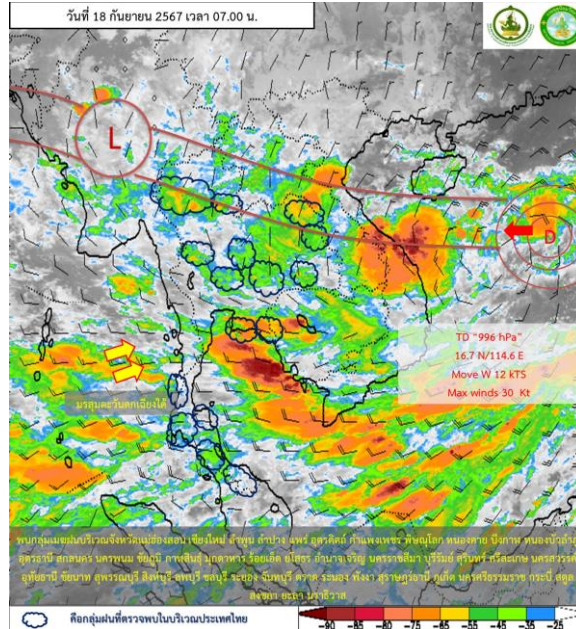 วันที่ 18 กันยายน 2567 เวลา 07.00 น.
L
D
TD "996 hPa"
16.7 N/114.6 E
Move W 12 kTS
Max winds 30 Kt
มรสุมตะวันตกเฉียงใต้
พบกลุ่มเมฆฝนบริเวณจังหวัดแม่ฮ่องสอน เชียงใหม่ ลำพูน ลำปาง แพร่ อุตรดิตถ์ กำแพงเพชร พิษณุโลก หนองคาย บึงกาฬ หนองบัวลำภู
อุดรธานี สกลนคร นครพนม ชัยภูมิ กาฬสินธุ์ มุกดาหาร ร้อยเอ็ด ยโสธร อำนาจเจริญ นครราชสีมา บุรีรัมย์ สุรินทร์ ศรีสะเกษ นครสวรรค์
อุทัยธานี ชัยนาท สุพรรณบุรี สิงห์บุรี ลพบุรี ชลบุรี ระยอง จันทบุรี ตราด ระนอง พังงา สุราษฎร์ธานี ภูเก็ต นครศรีธรรมราช กระบี่ สตูล
สงขลา ยะลา นราธิวาส
คือกลุ่มฝนที่ตรวจพบในบริเวณประเทศไทย
-90 -85 -80 -75 -70 -60 -50 -40 -35 -25